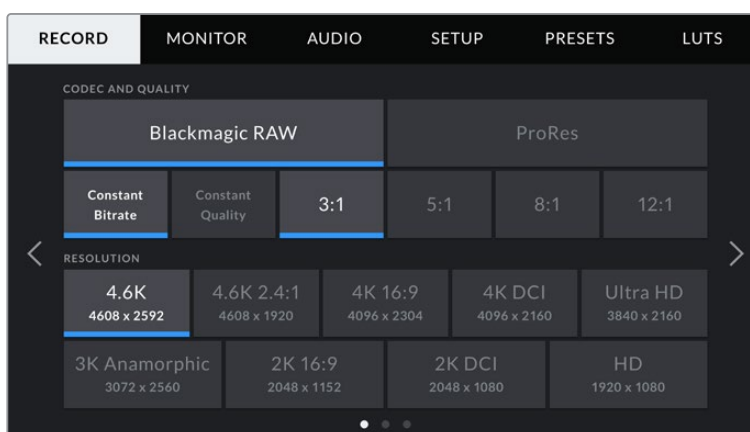 RECORD MONITOR AUDIO SETUP PRESETS LUTS
CODEC AND QUALITY
Blackmagic RAW ProRes
Constant Bitrate Constant Quality 3:1 5:1 8:1 12:1
RESOLUTION
4.6K 4.6K 2.4:1 4K 16:9 4K DCI Ultra HD
4608 x 2592 4608 x 1920 4096 x 2304 4096 x 2160 3840 x 2160
3K Anamorphic 2K 16:9 2K DCI HD
3072 x 2560 2048 x 1152 2048 x 1080 1920 x 1080